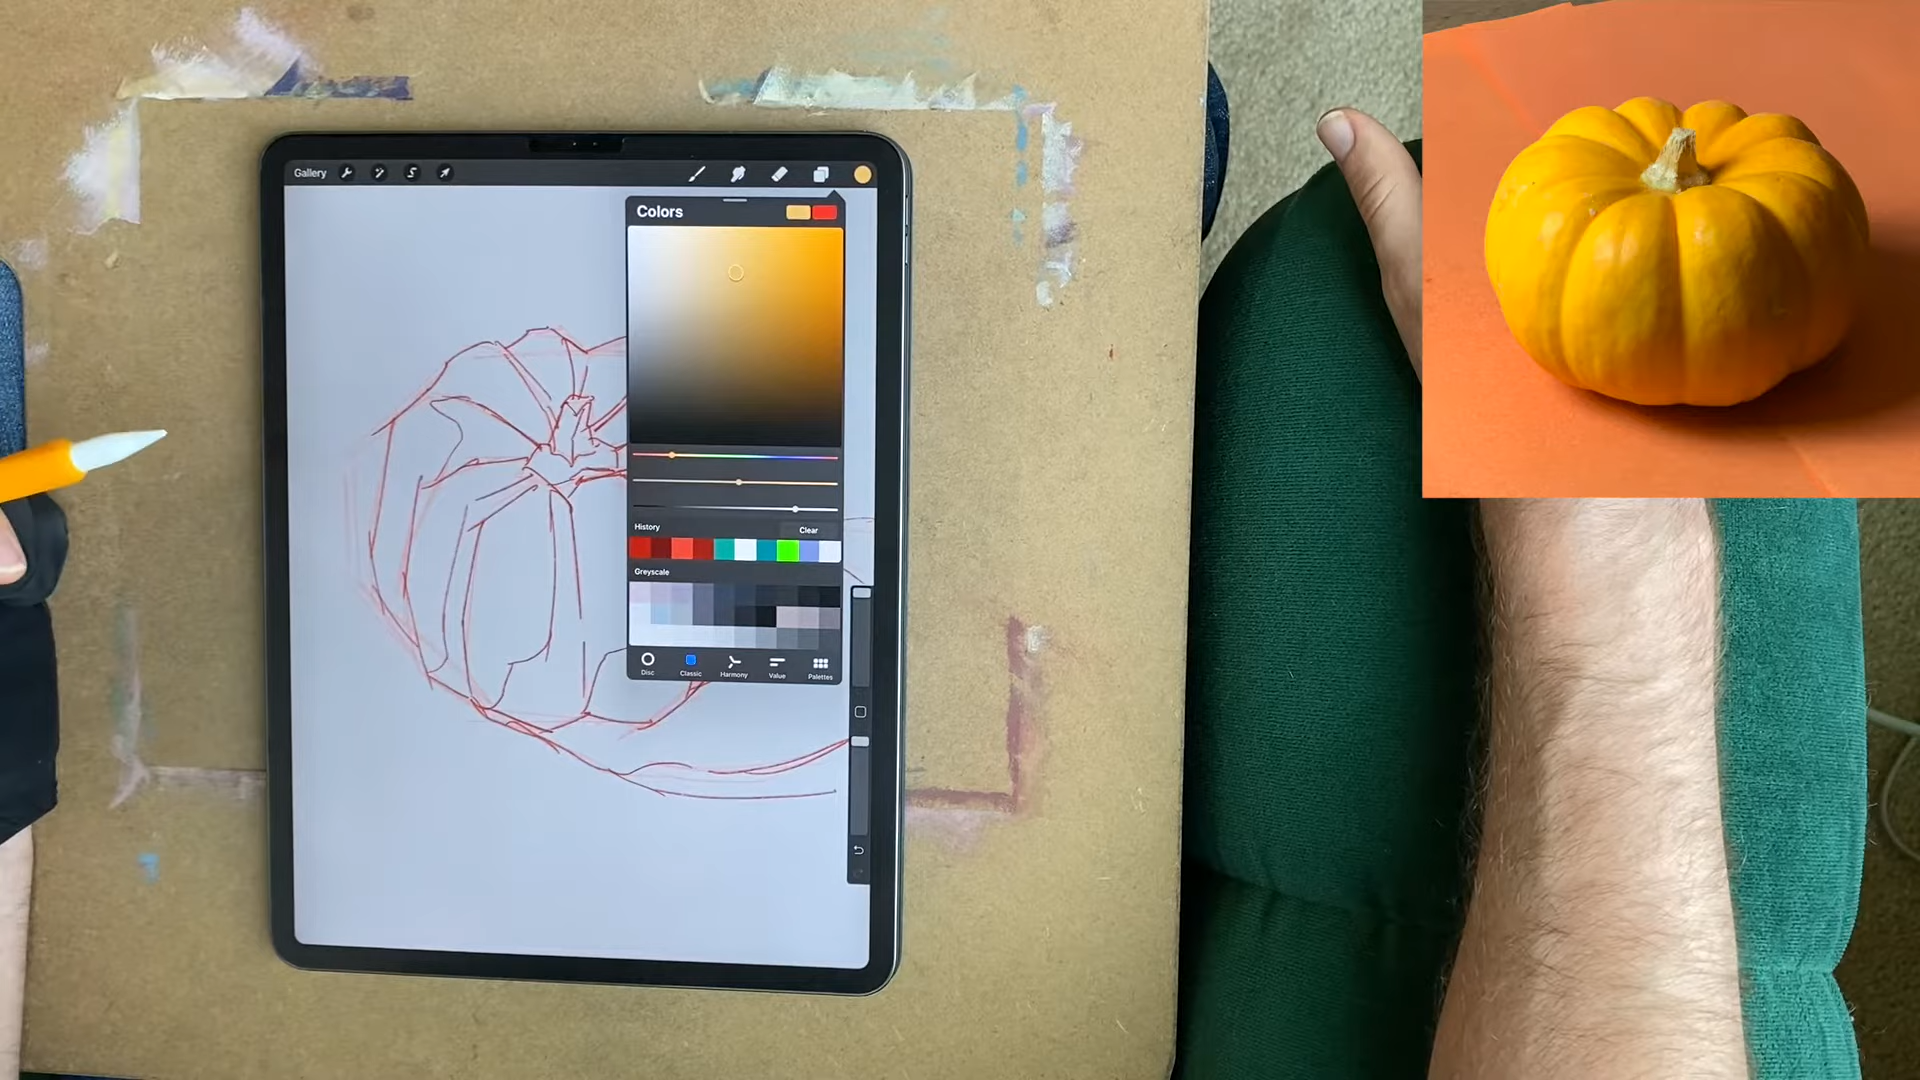 Gallery
Colors
History
Clear
Greyscale
Disc
Classic
Harmony
Value
Palettes